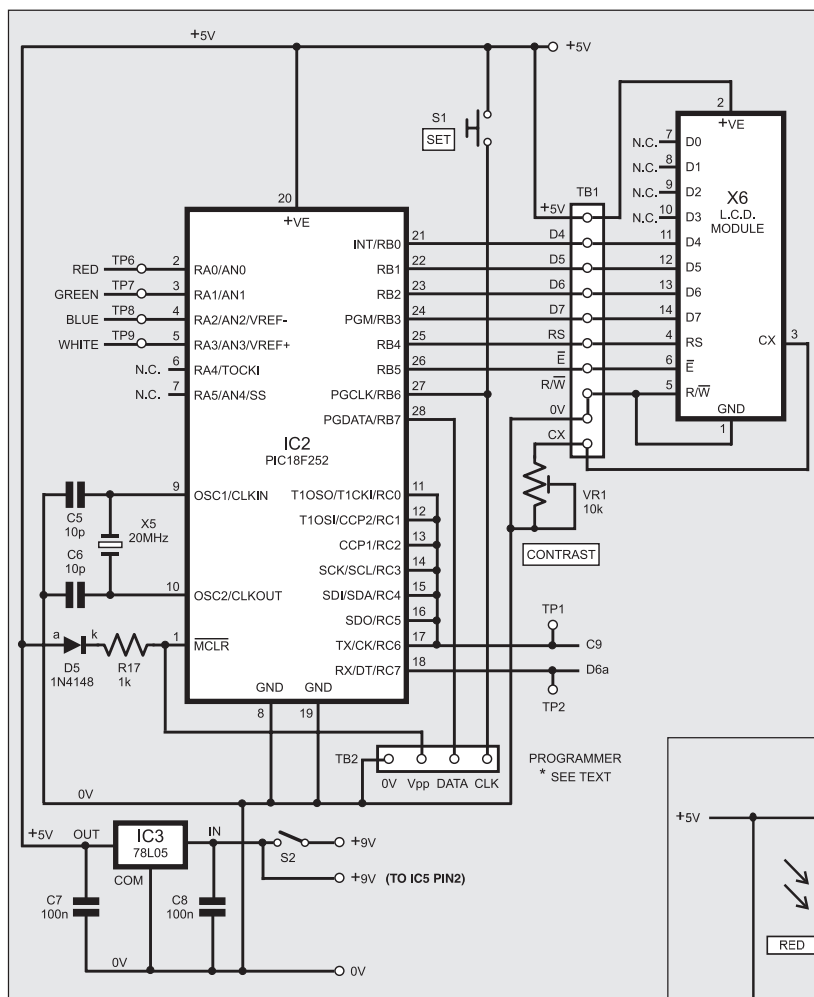 +5V
+5V
S1
SET
2
+VE
N.C. 7 D0
N.C. 8 D1
N.C. 9 D2
N.C. 10 D3
X6
L.C.D.
MODULE
TB1
20
+VE
+5V
INT/RB0 21 D4 11 D4
RED TP6 2 RA0/AN0
RB1 22 D5 12 D5
GREEN TP7 3 RA1/AN1
RB2 23 D6 13 D6
BLUE TP8 4 RA2/AN2/VREF-
PGM/RB3 24 D7 14 D7
WHITE TP9 5 RA3/AN3/VREF+
RB4 25 RS 4 RS CX 3
N.C. 6 RA4/TOCKI
RB5 26 E̅ 6 E̅
N.C. 7 RA5/AN4/SS
PGCLK/RB6 27 R/W̅ 5 R/W̅
PGDATA/RB7 28 0V
GND
1
CX
IC2
PIC18F252
VR1
10k
CONTRAST
9 OSC1/CLKIN
T1OSO/T1CKI/RC0 11
C5
10p
X5
20MHz
T1OSI/CCP2/RC1 12
CCP1/RC2 13
C6
10p
SCK/SCL/RC3 14
10 OSC2/CLKOUT
SDI/SDA/RC4 15
SDO/RC5 16
TP1
a k 1 M̅C̅L̅R̅
TX/CK/RC6 17 C9
D5
1N4148
R17
1k
RX/DT/RC7 18 D6a
TP2
GND GND
8 19
TB2
0V Vpp DATA CLK
PROGRAMMER
* SEE TEXT
0V
+5V OUT IC3 IN
78L05
COM
S2
+9V
+9V (TO IC5 PIN2)
C7
100n
C8
100n
0V
0V
+5V
RED